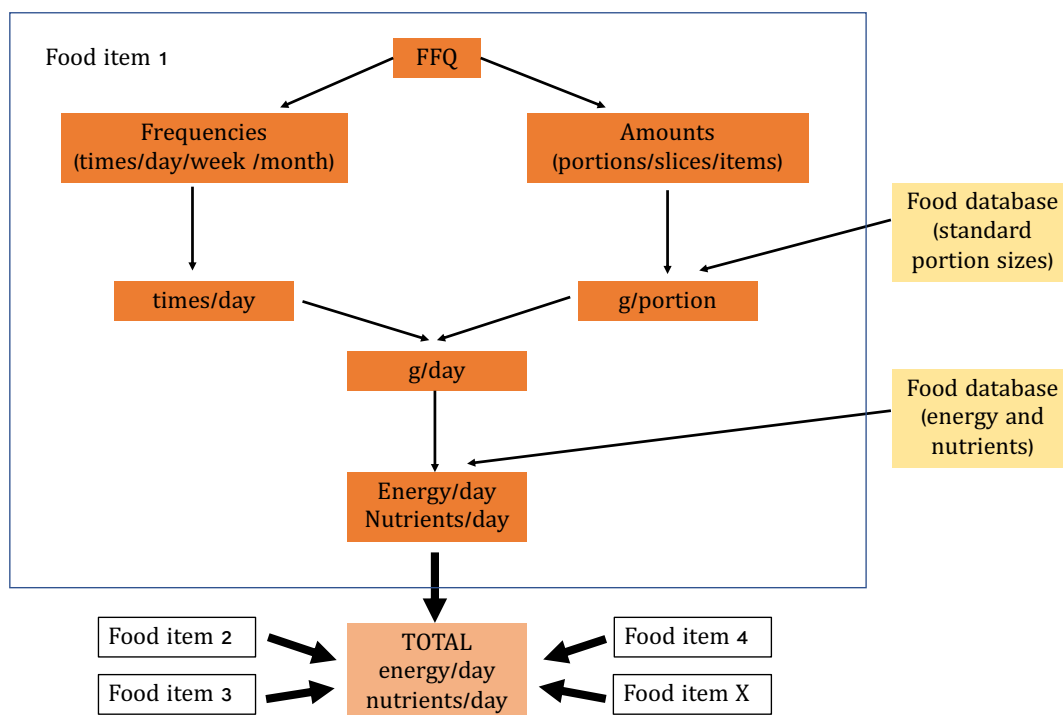 Food item 1
FFQ
Frequencies
(times/day/week /month)
Amounts
(portions/slices/items)
Food database
(standard
portion sizes)
times/day
g/portion
g/day
Food database
(energy and
nutrients)
Energy/day
Nutrients/day
Food item 2
Food item 3
TOTAL
energy/day
nutrients/day
Food item 4
Food item X